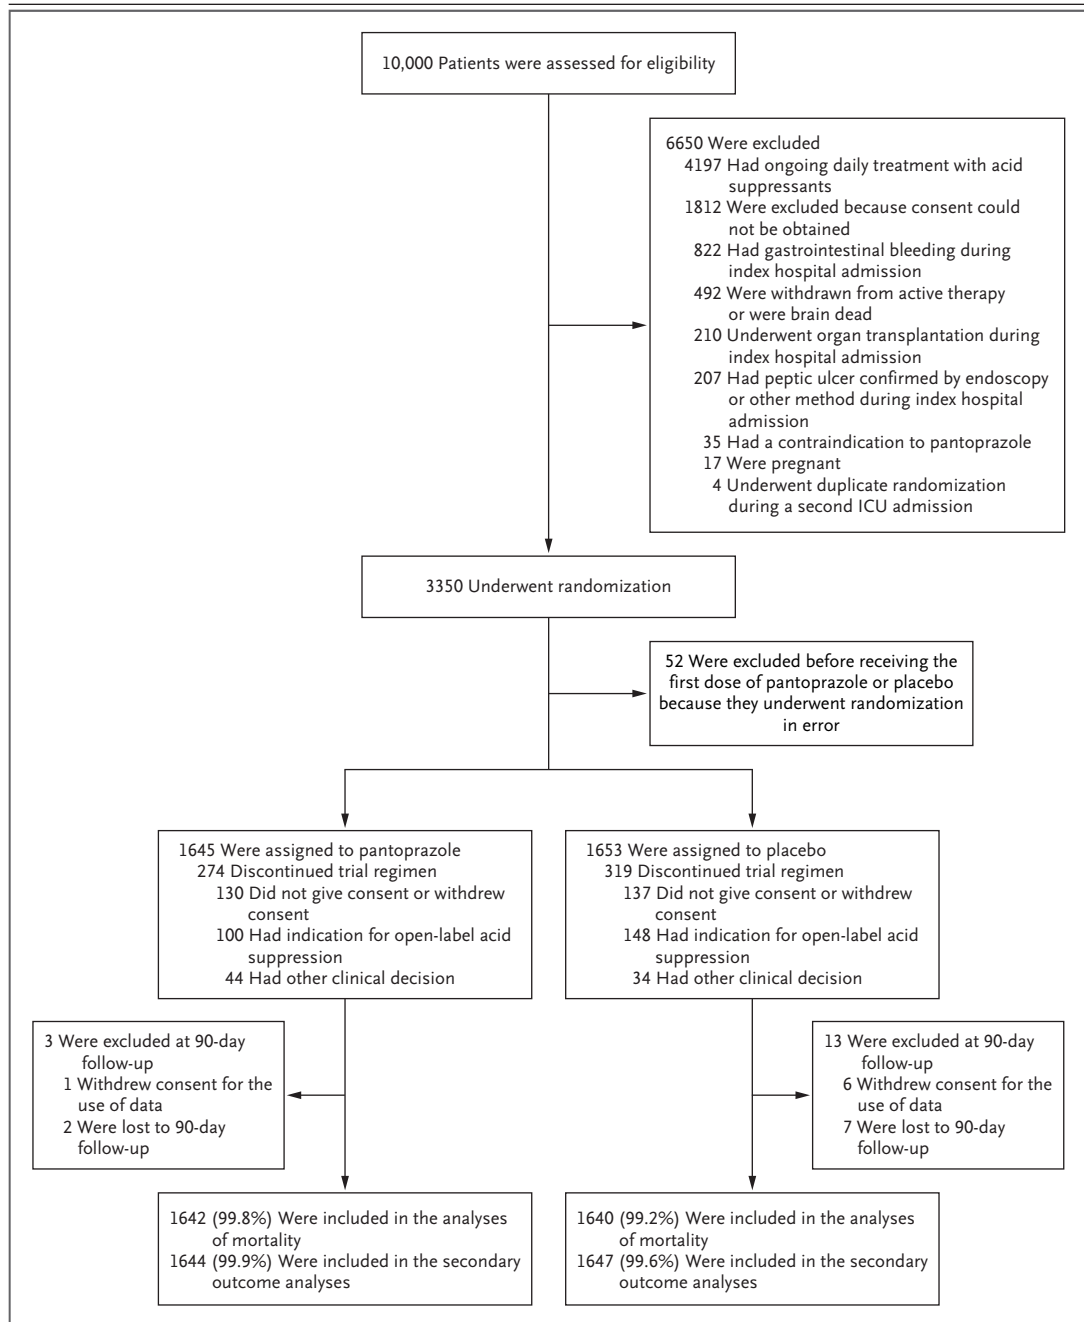 10,000 Patients were assessed for eligibility
6650 Were excluded
4197 Had ongoing daily treatment with acid
suppressants
1812 Were excluded because consent could
not be obtained
822 Had gastrointestinal bleeding during
index hospital admission
492 Were withdrawn from active therapy
or were brain dead
210 Underwent organ transplantation during
index hospital admission
207 Had peptic ulcer confirmed by endoscopy
or other method during index hospital
admission
35 Had a contraindication to pantoprazole
17 Were pregnant
4 Underwent duplicate randomization
during a second ICU admission
3350 Underwent randomization
52 Were excluded before receiving the
first dose of pantoprazole or placebo
because they underwent randomization
in error
1645 Were assigned to pantoprazole
274 Discontinued trial regimen
130 Did not give consent or withdrew
consent
100 Had indication for open-label acid
suppression
44 Had other clinical decision
1653 Were assigned to placebo
319 Discontinued trial regimen
137 Did not give consent or withdrew
consent
148 Had indication for open-label acid
suppression
34 Had other clinical decision
3 Were excluded at 90-day
follow-up
1 Withdrew consent for the
use of data
2 Were lost to 90-day
follow-up
13 Were excluded at 90-day
follow-up
6 Withdrew consent for the
use of data
7 Were lost to 90-day
follow-up
1642 (99.8%) Were included in the analyses
of mortality
1644 (99.9%) Were included in the secondary
outcome analyses
1640 (99.2%) Were included in the analyses
of mortality
1647 (99.6%) Were included in the secondary
outcome analyses